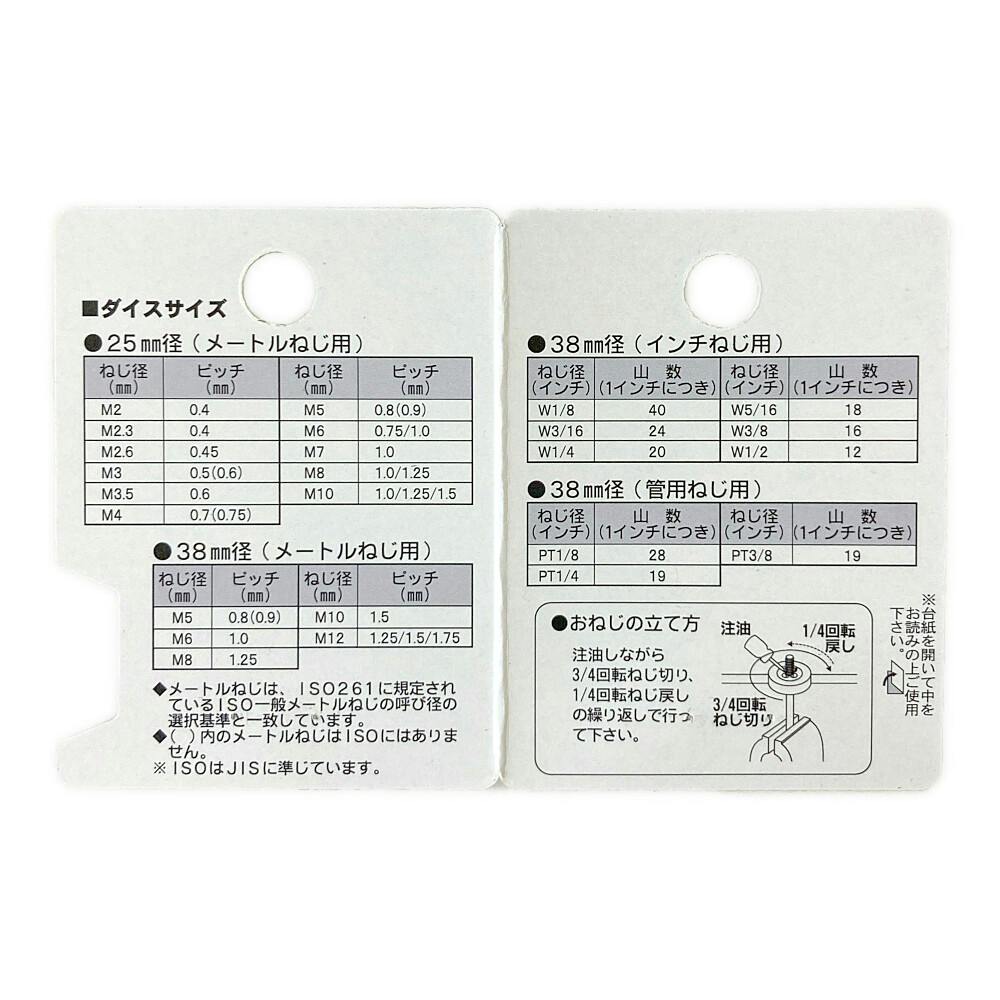 ■ダイスサイズ
●25㎜径(メートルねじ用)
ねじ径 ピッチ ねじ径 ピッチ
(㎜) (㎜) (㎜) (㎜)
M2 0.4 M5 0.8(0.9)
M2.3 0.4 M6 0.75/1.0
M2.6 0.45 M7 1.0
M3 0.5(0.6) M8 1.0/1.25
M3.5 0.6 M10 1.0/1.25/1.5
M4 0.7(0.75)
●38㎜径(メートルねじ用)
ねじ径 ピッチ ねじ径 ピッチ
(㎜) (㎜) (㎜) (㎜)
M5 0.8(0.9) M10 1.5
M6 1.0 M12 1.25/1.5/1.75
M8 1.25
◆メートルねじは、ISO261に規定され
ているISO一般メートルねじの呼び径の
選択基準と一致しています。
◆( )内のメートルねじはISOにはありま
せん。
※ISOはJISに準じています。
●38㎜径(インチねじ用)
ねじ径 山 数 ねじ径 山 数
(インチ) (1インチにつき) (インチ) (1インチにつき)
W1/8 40 W5/16 18
W3/16 24 W3/8 16
W1/4 20 W1/2 12
●38㎜径(管用ねじ用)
ねじ径 山 数 ねじ径 山 数
(インチ) (1インチにつき) (インチ) (1インチにつき)
PT1/8 28 PT3/8 19
PT1/4 19
●おねじの立て方
注油しながら
3/4回転ねじ切り、
1/4回転ねじ戻し
の繰り返しで行っ
て下さい。
注油
1/4回転
戻し
3/4回転
ねじ切り
※台紙を開いて中を
お読みの上ご使用
下さい。